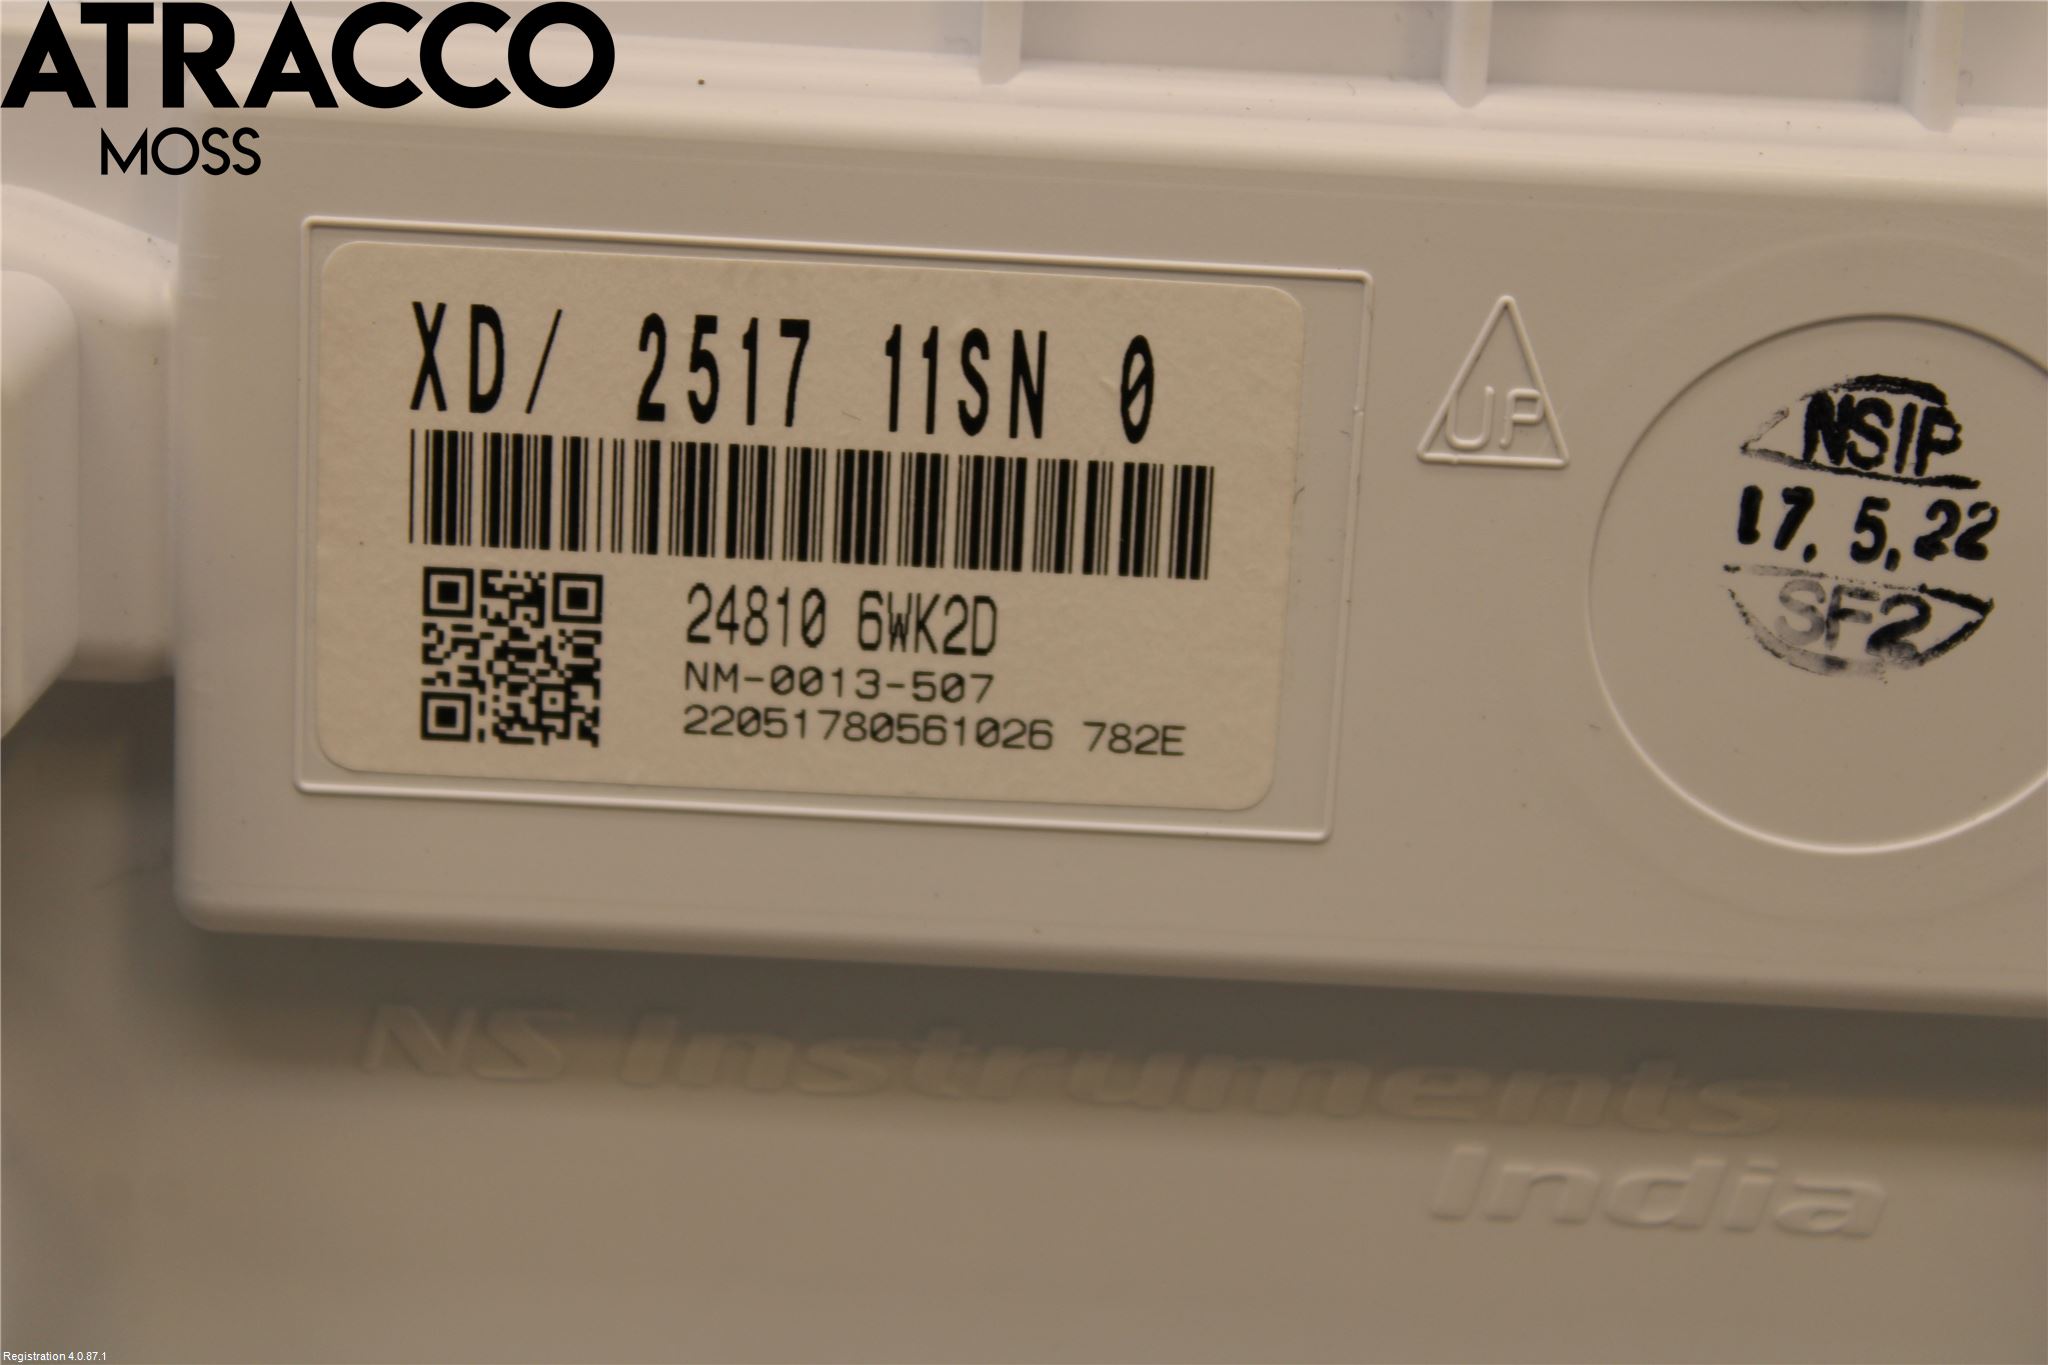 ATRACCO
MOSS
XD/ 2517 11SN 0
24810 6WK2D
NM-0013-507
22051780561026 782E
UP
NSIP
17.5.22
SF2
NS Instruments
India
Registration 4.0.87.1